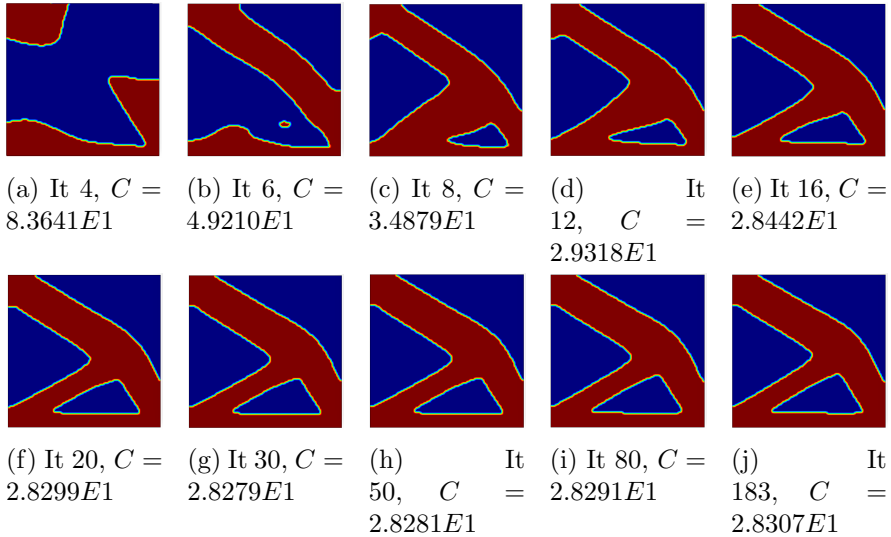 (a) It 4, C =
8.3641E1
(b) It 6, C =
4.9210E1
(c) It 8, C =
3.4879E1
(d) It
12, C =
2.9318E1
(e) It 16, C =
2.8442E1
(f) It 20, C =
2.8299E1
(g) It 30, C =
2.8279E1
(h) It
50, C =
2.8281E1
(i) It 80, C =
2.8291E1
(j) It
183, C =
2.8307E1